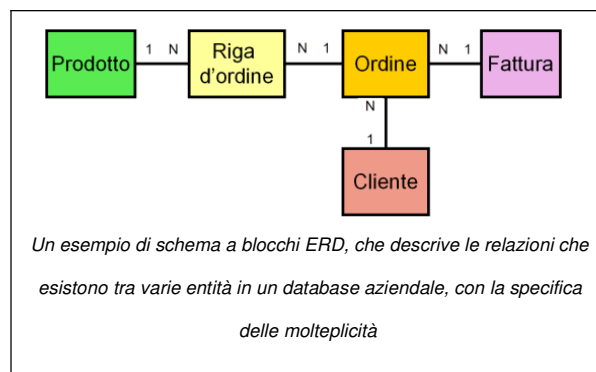 Prodotto 1 N Riga d'ordine N 1 Ordine N 1 Fattura
N
1
Cliente
Un esempio di schema a blocchi ERD, che descrive le relazioni che
esistono tra varie entità in un database aziendale, con la specifica
delle molteplicità